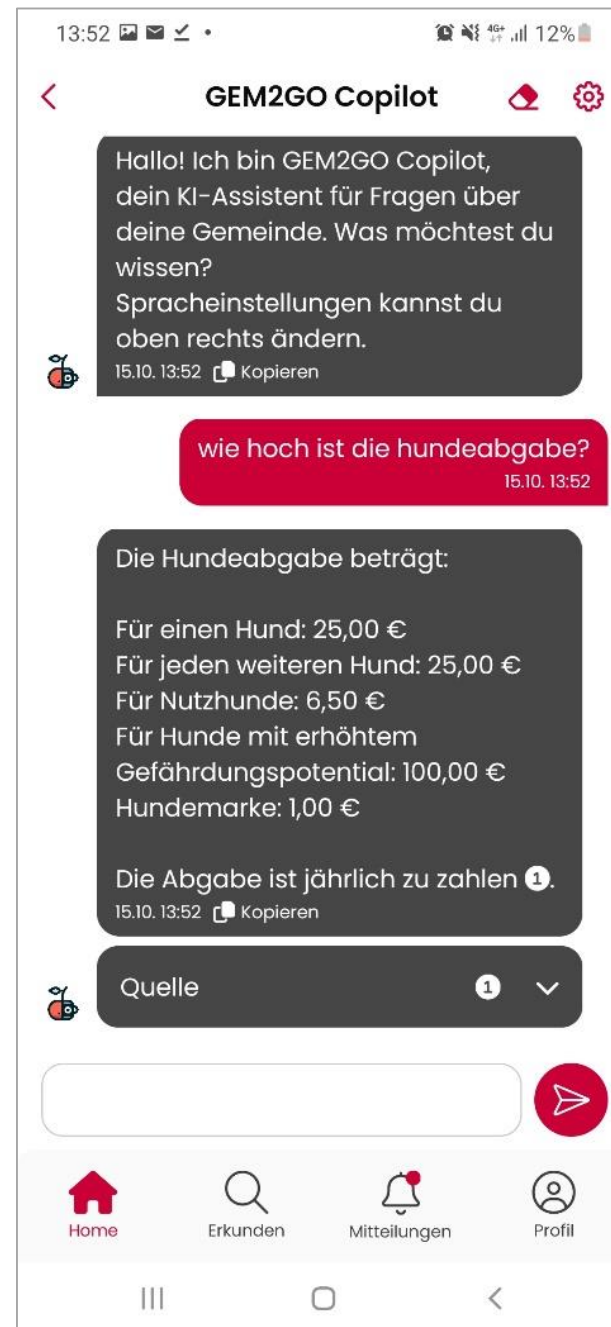 13:52
4G+
12%
GEM2GO Copilot
Hallo! Ich bin GEM2GO Copilot,
dein KI-Assistent für Fragen über
deine Gemeinde. Was möchtest du
wissen?
Spracheinstellungen kannst du
oben rechts ändern.
15.10. 13:52 Kopieren
wie hoch ist die hundeabgabe?
15.10. 13:52
Die Hundeabgabe beträgt:
Für einen Hund: 25,00 €
Für jeden weiteren Hund: 25,00 €
Für Nutzhunde: 6,50 €
Für Hunde mit erhöhtem
Gefährdungspotential: 100,00 €
Hundemarke: 1,00 €
Die Abgabe ist jährlich zu zahlen 1.
15.10. 13:52 Kopieren
Quelle 1
Home Erkunden Mitteilungen Profil